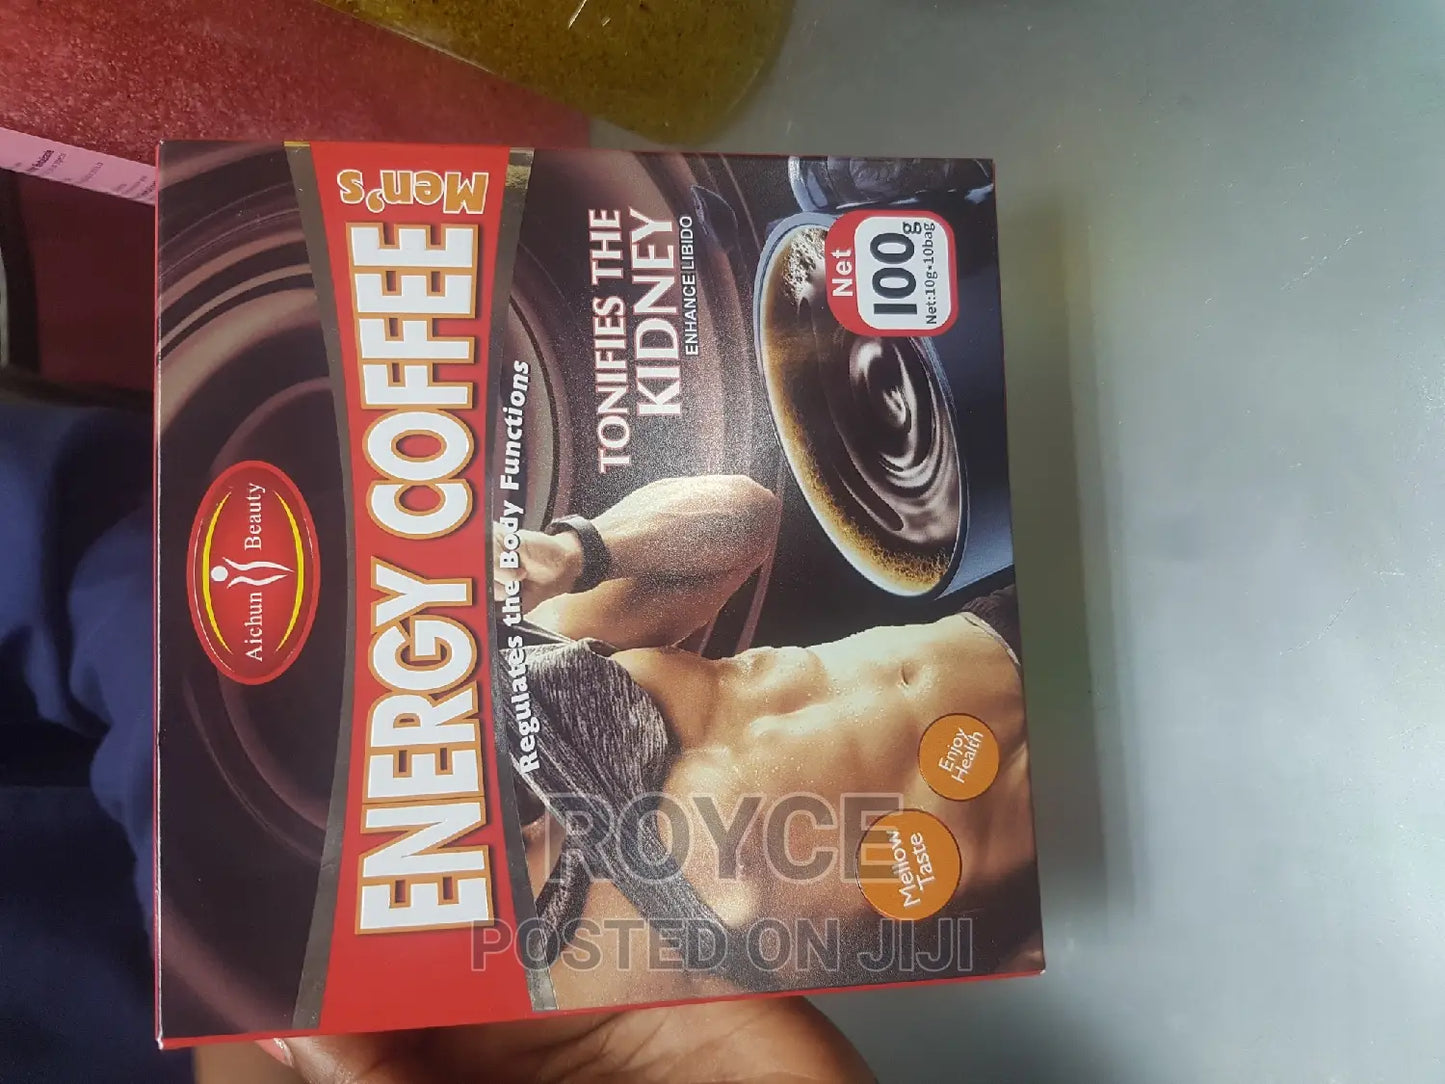 Aichun Beauty
ENERGY COFFEE
Men's
Regulates the Body Functions
TONIFIES THE
KIDNEY
ENHANCE LIBIDO
Net
100g
Net:10g*10bag
Mellow
Taste
Enjoy
Health
ROYCE
POSTED ON JIJI